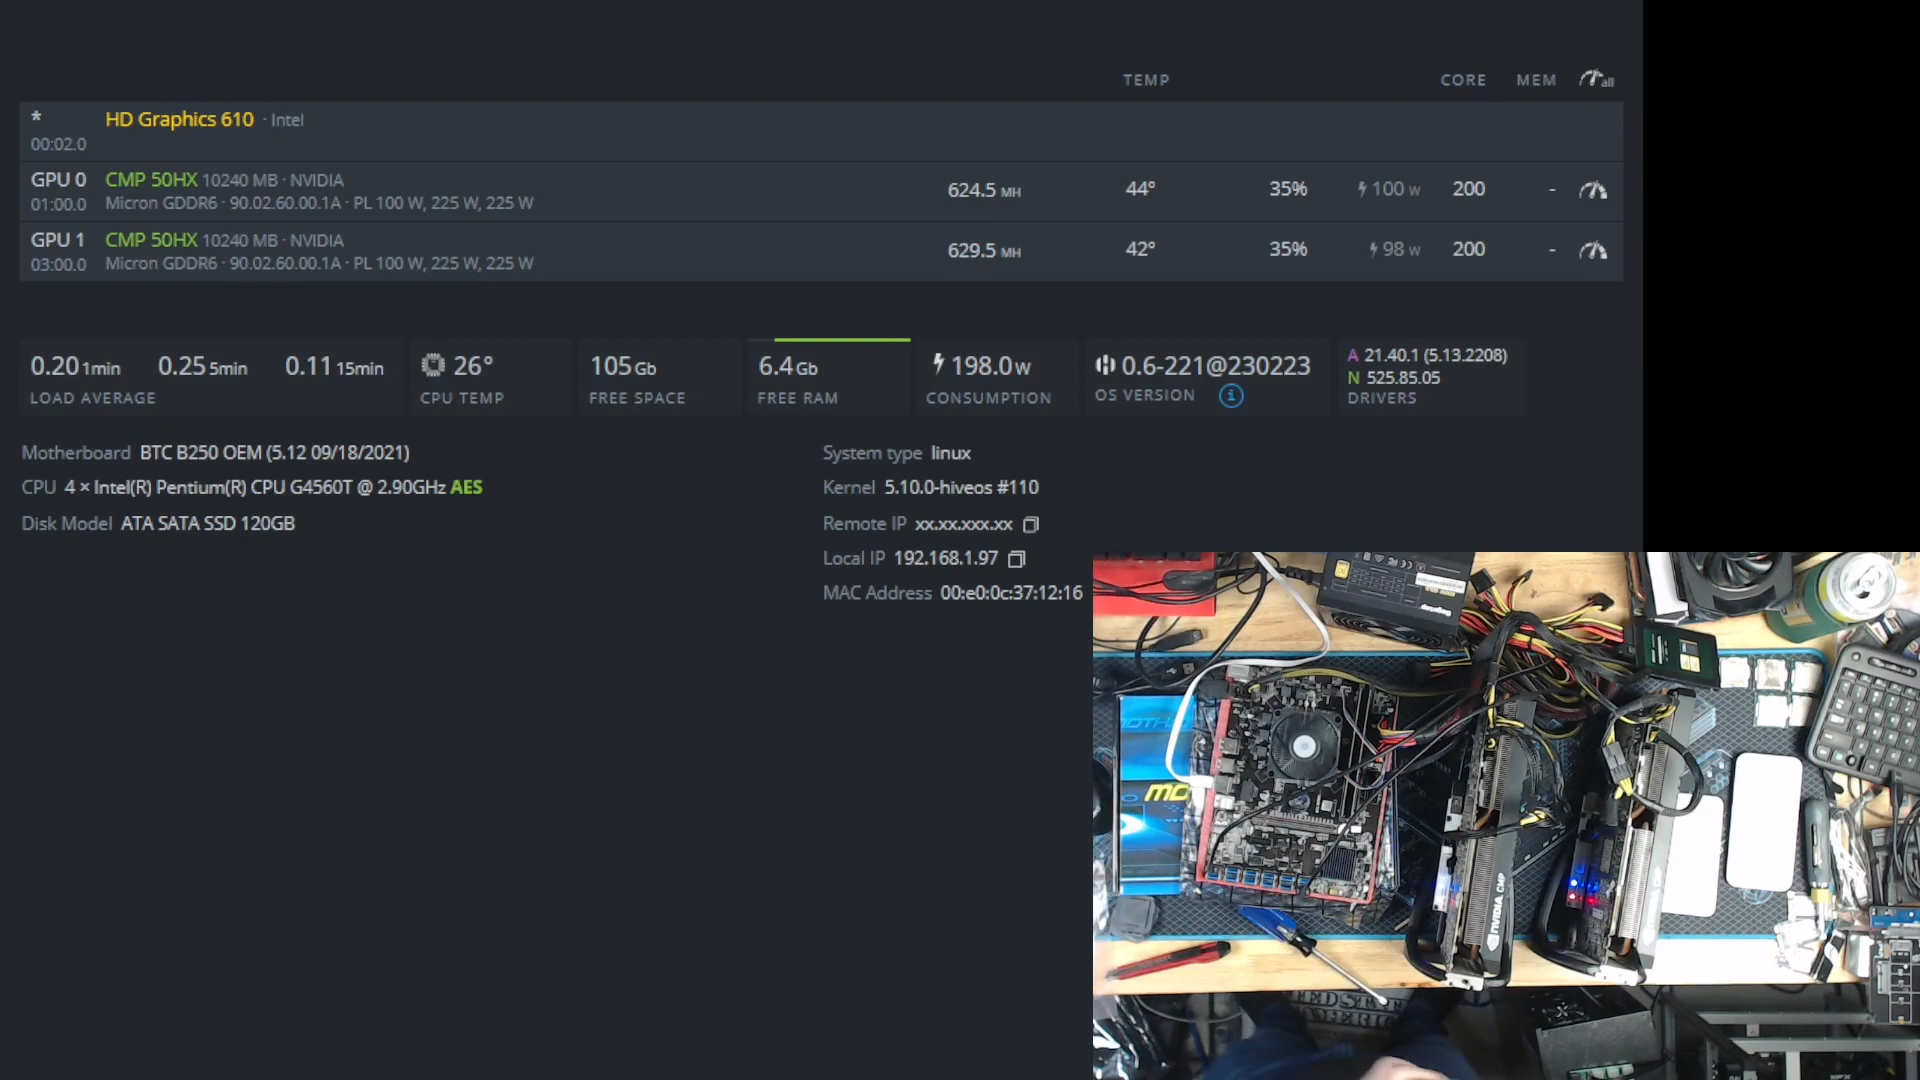 TEMP CORE MEM all
* HD Graphics 610 · Intel
00:02.0
GPU 0 CMP 50HX 10240 MB · NVIDIA 624.5 MH 44° 35% 100 W 200 -
01:00.0 Micron GDDR6 · 90.02.60.00.1A · PL 100 W, 225 W, 225 W
GPU 1 CMP 50HX 10240 MB · NVIDIA 629.5 MH 42° 35% 98 W 200 -
03:00.0 Micron GDDR6 · 90.02.60.00.1A · PL 100 W, 225 W, 225 W
0.20 1min 0.25 5min 0.11 15min
LOAD AVERAGE
26°
CPU TEMP
105 Gb
FREE SPACE
6.4 Gb
FREE RAM
198.0 W
CONSUMPTION
0.6-221@230223
OS VERSION i
A 21.40.1 (5.13.2208)
N 525.85.05
DRIVERS
Motherboard BTC B250 OEM (5.12 09/18/2021)
CPU 4 × Intel(R) Pentium(R) CPU G4560T @ 2.90GHz AES
Disk Model ATA SATA SSD 120GB
System type linux
Kernel 5.10.0-hiveos #110
Remote IP xx.xx.xxx.xx
Local IP 192.168.1.97
MAC Address 00:e0:0c:37:12:16
NVIDIA CMP